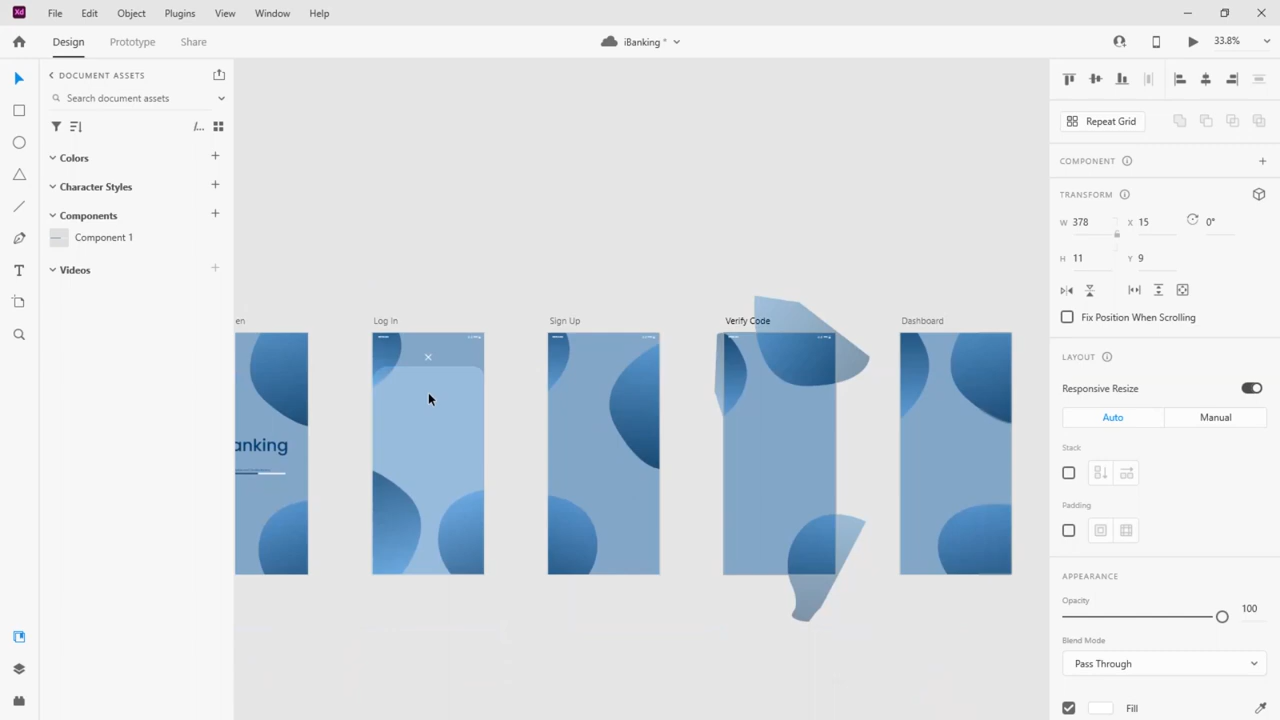 Xd File Edit Object Plugins View Window Help
Design Prototype Share iBanking * 33.8%
DOCUMENT ASSETS
Search document assets
/...
Repeat Grid
Colors
COMPONENT
Character Styles
TRANSFORM
Components
W 378 X 15 0°
Component 1
H 11 Y 9
Videos
Fix Position When Scrolling
en Log In Sign Up Verify Code Dashboard
LAYOUT
Responsive Resize
Auto Manual
anking
Stack
Padding
APPEARANCE
Opacity
100
Blend Mode
Pass Through
Fill